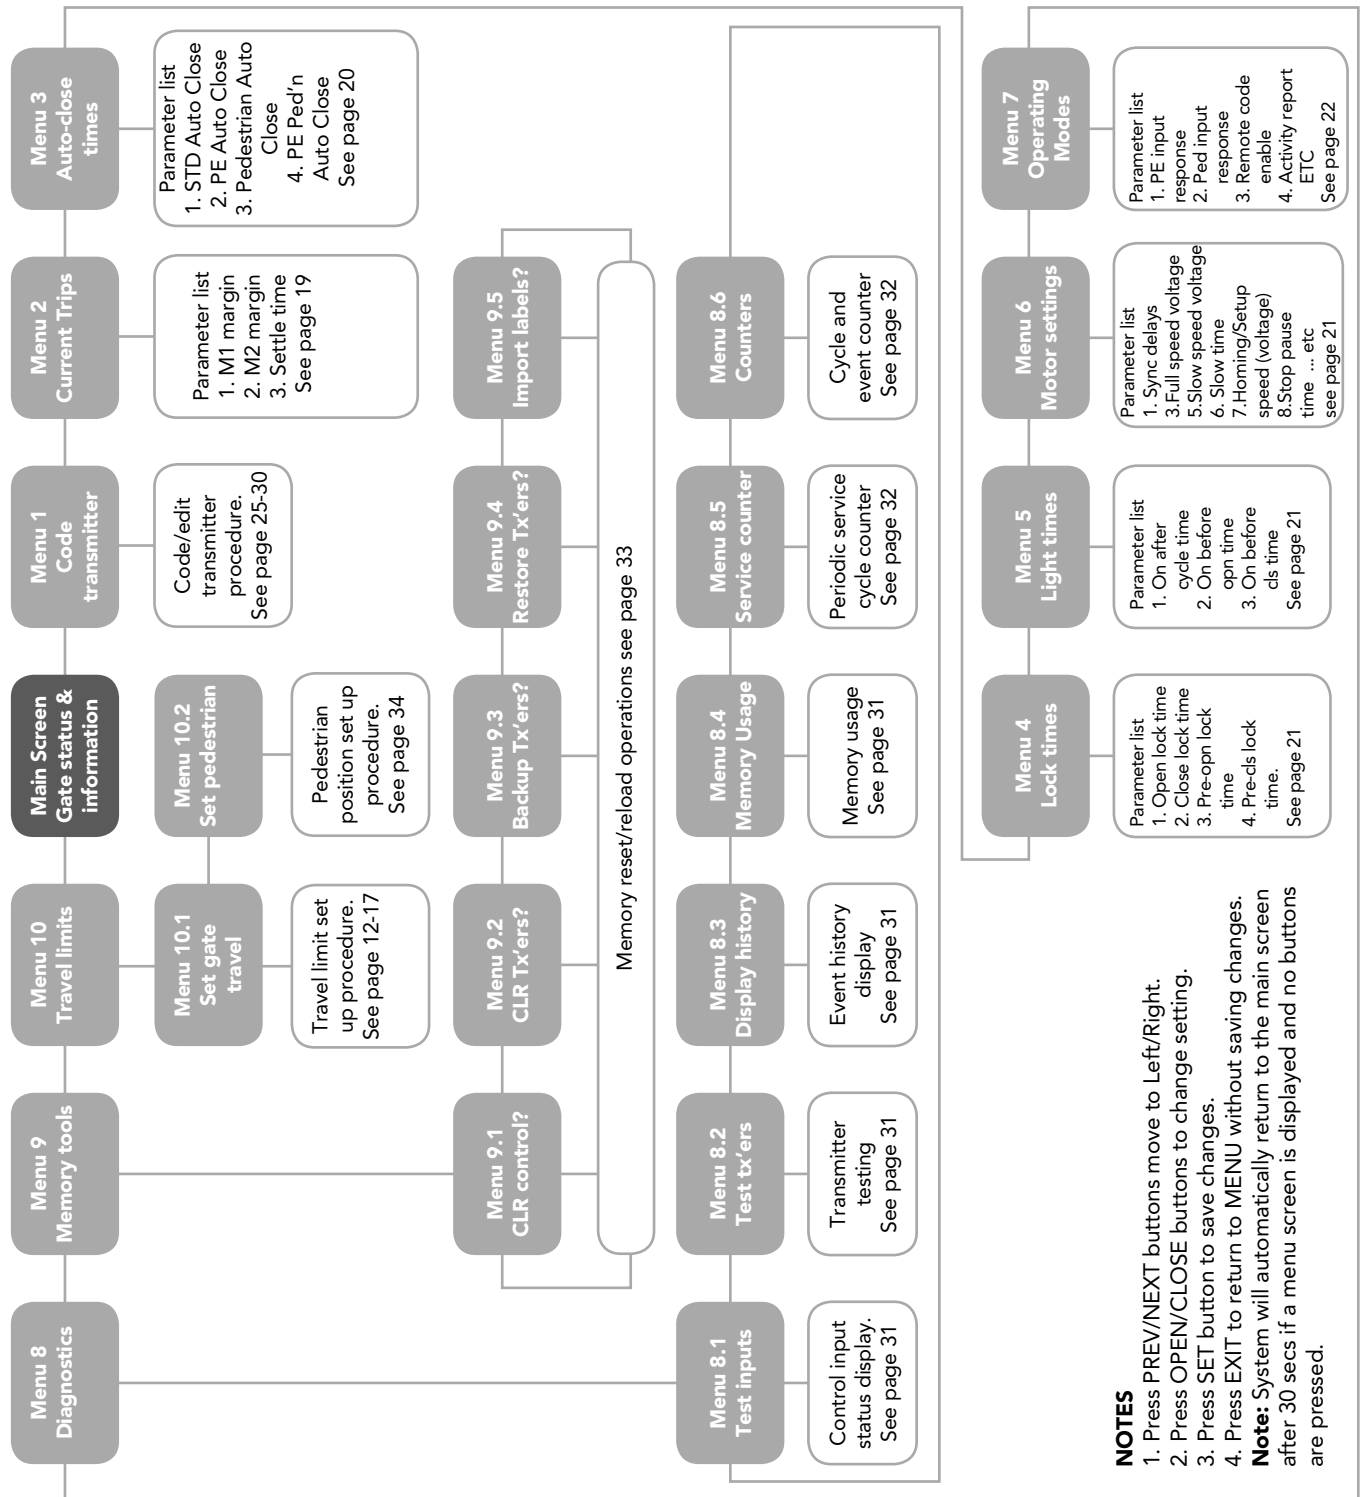 Menu 8
Diagnostics
Menu 9
Memory tools
Menu 10
Travel limits
Main Screen
Gate status &
information
Menu 1
Code
transmitter
Menu 2
Current Trips
Menu 3
Auto-close
times
Menu 10.1
Set gate
travel
Menu 10.2
Set pedestrian
Code/edit
transmitter
procedure.
See page 25-30
Parameter list
1. M1 margin
2. M2 margin
3. Settle time
See page 19
Parameter list
1. STD Auto Close
2. PE Auto Close
3. Pedestrian Auto
Close
4. PE Ped'n
Auto Close
See page 20
Travel limit set
up procedure.
See page 12-17
Pedestrian
position set up
procedure.
See page 34
Menu 9.1
CLR control?
Menu 9.2
CLR Tx'ers?
Menu 9.3
Backup Tx'ers?
Menu 9.4
Restore Tx'ers?
Menu 9.5
Import labels?
Memory reset/reload operations see page 33
Menu 8.1
Test inputs
Menu 8.2
Test tx'ers
Menu 8.3
Display history
Menu 8.4
Memory Usage
Menu 8.5
Service counter
Menu 8.6
Counters
Control input
status display.
See page 31
Transmitter
testing
See page 31
Event history
display
See page 31
Memory usage
See page 31
Periodic service
cycle counter
See page 32
Cycle and
event counter
See page 32
Menu 4
Lock times
Menu 5
Light times
Menu 6
Motor settings
Menu 7
Operating
Modes
Parameter list
1. Open lock time
2. Close lock time
3. Pre-opn lock
time
4. Pre-cls lock
time.
See page 21
Parameter list
1. On after
cycle time
2. On before
opn time
3. On before
cls time
See page 21
Parameter list
1. Sync delays
3.Full speed voltage
5.Slow speed voltage
6. Slow time
7.Homing/Setup
speed (voltage)
8.Stop pause
time ... etc
see page 21
Parameter list
1. PE input
response
2. Ped input
response
3. Remote code
enable
4. Activity report
ETC
See page 22
NOTES
1. Press PREV/NEXT buttons move to Left/Right.
2. Press OPEN/CLOSE buttons to change setting.
3. Press SET button to save changes.
4. Press EXIT to return to MENU without saving changes.
Note: System will automatically return to the main screen
after 30 secs if a menu screen is displayed and no buttons
are pressed.